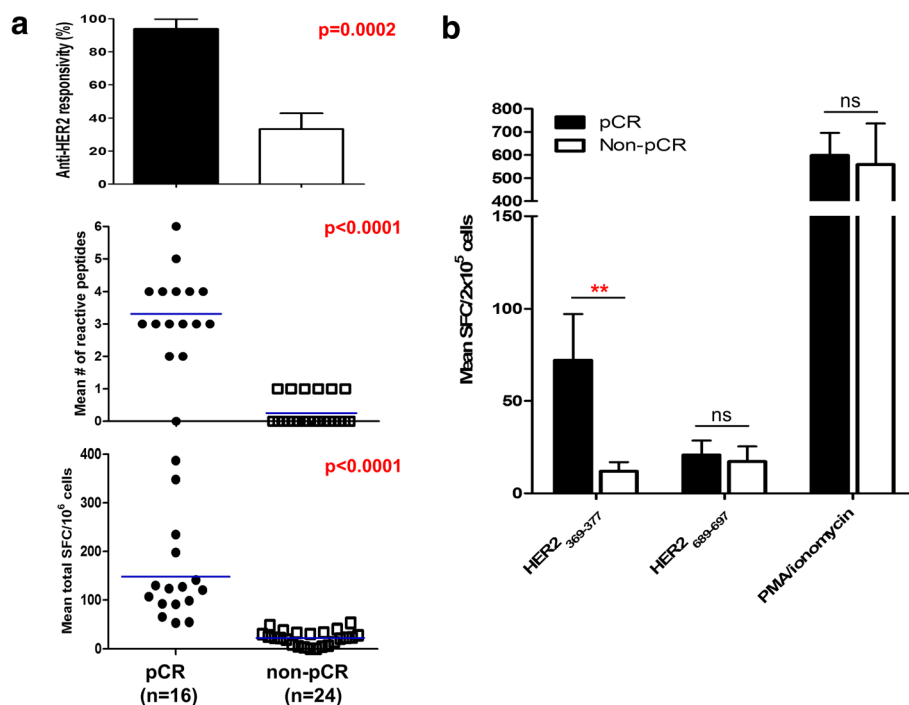 a
Anti-HER2 responsivity (%)
100
80
60
40
20
0
p=0.0002
Mean # of reactive peptides
6
5
4
3
2
1
0
p<0.0001
Mean total SFC/10⁶ cells
400
300
200
100
0
p<0.0001
pCR
(n=16)
non-pCR
(n=24)
b
Mean SFC/2x10⁵ cells
800
700
600
500
400
150
100
50
0
pCR
Non-pCR
**
ns
ns
HER2 369-377
HER2 689-697
PMA/ionomycin